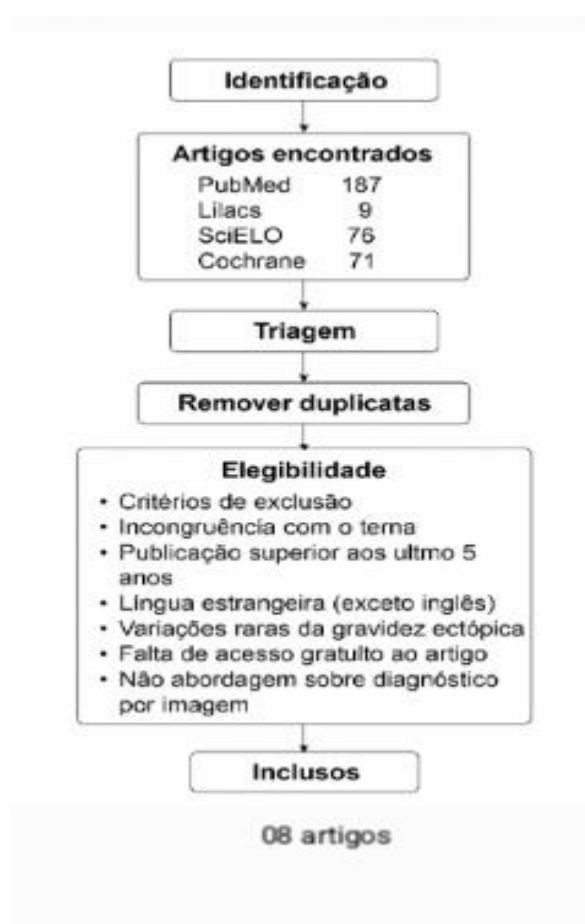 Identificação
Artigos encontrados
PubMed 187
Lilacs 9
SciELO 76
Cochrane 71
Triagem
Remover duplicatas
Elegibilidade
• Critérios de exclusão
• Incongruência com o terna
• Publicação superior aos ultmo 5
anos
• Língua estrangeira (exceto inglês)
• Variações raras da gravidez ectópica
• Falta de acesso gratulto ao artigo
• Não abordagem sobre diagnóstico
por imagem
Inclusos
08 artigos